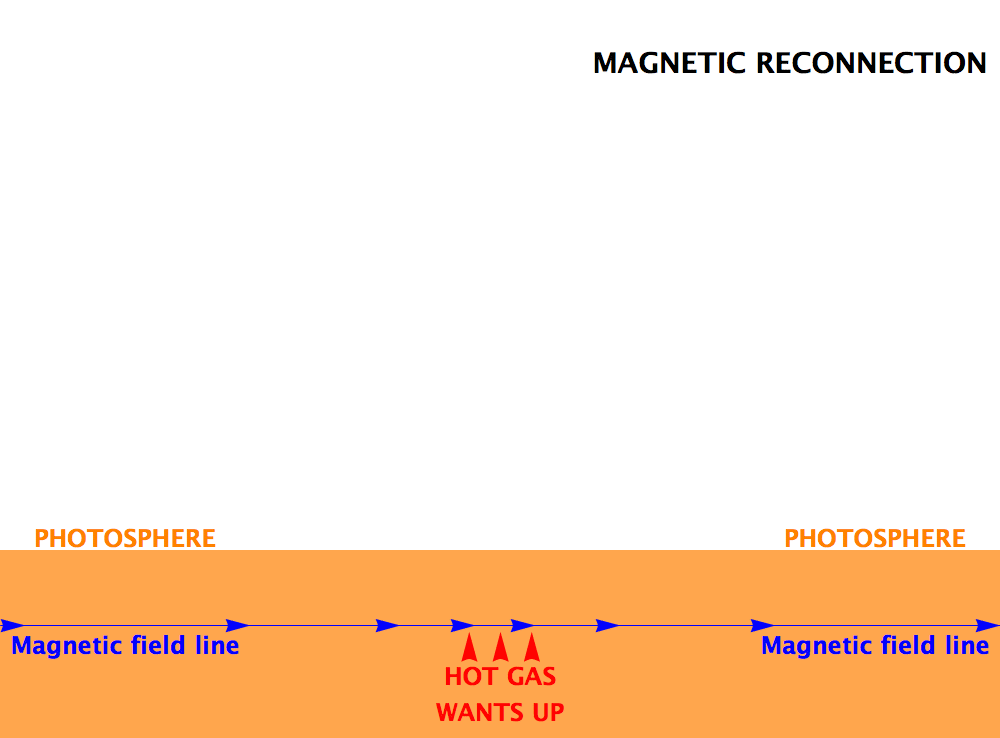 MAGNETIC RECONNECTION
PHOTOSPHERE
PHOTOSPHERE
Magnetic field line
Magnetic field line
HOT GAS
WANTS UP